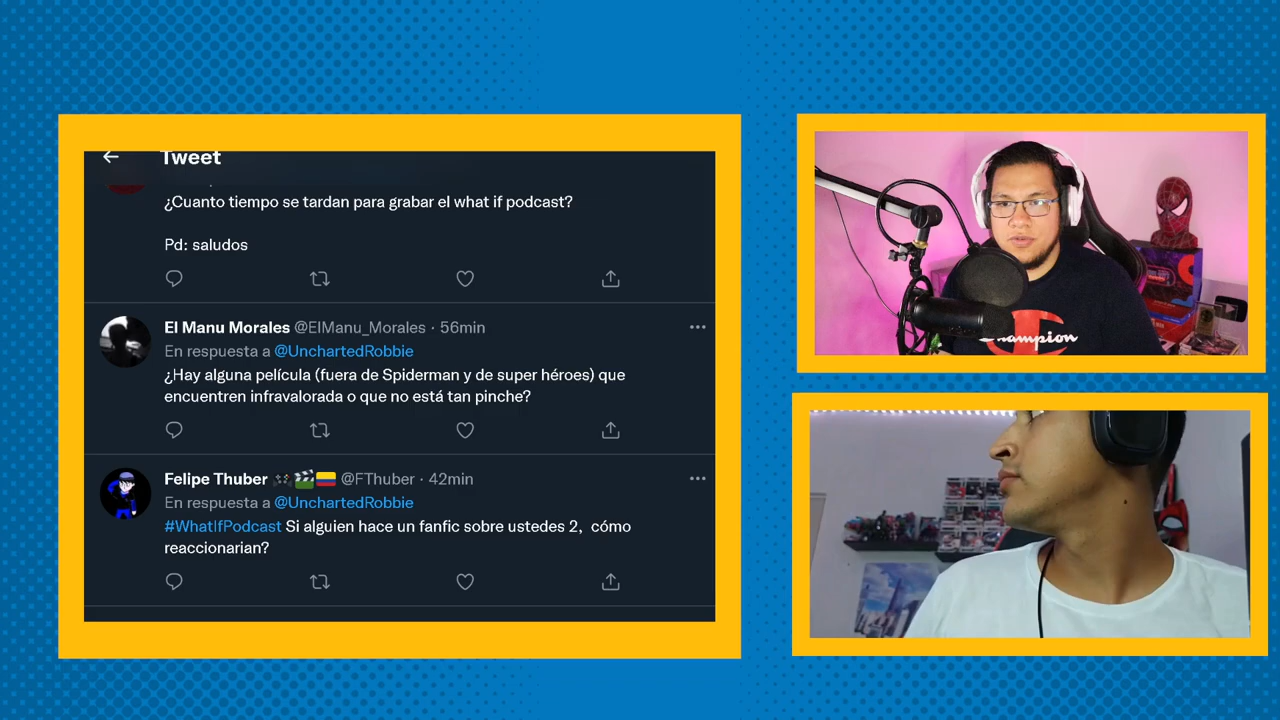 Tweet
¿Cuanto tiempo se tardan para grabar el what if podcast?
Pd: saludos
El Manu Morales @ElManu_Morales · 56min
En respuesta a @UnchartedRobbie
¿Hay alguna película (fuera de Spiderman y de super héroes) que
encuentren infravalorada o que no está tan pinche?
Felipe Thuber 🎮🎬🇨🇴 @FThuber · 42min
En respuesta a @UnchartedRobbie
#WhatIfPodcast Si alguien hace un fanfic sobre ustedes 2,  cómo
reaccionarian?
Champion